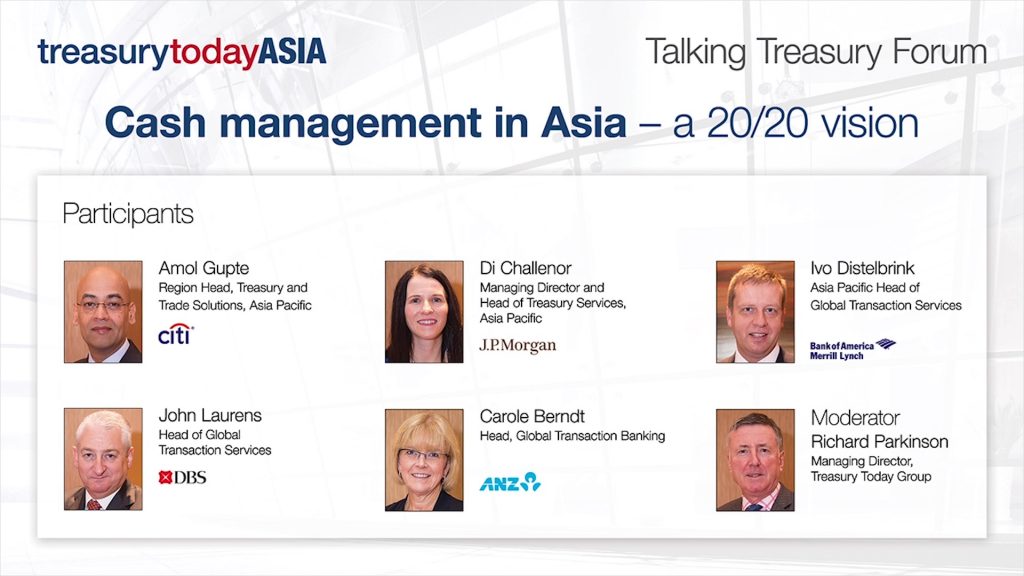 treasurytodayASIA
Talking Treasury Forum
Cash management in Asia – a 20/20 vision
Participants
Amol Gupte
Region Head, Treasury and
Trade Solutions, Asia Pacific
citi
Di Challenor
Managing Director and
Head of Treasury Services,
Asia Pacific
J.P.Morgan
Ivo Distelbrink
Asia Pacific Head of
Global Transaction Services
Bank of America
Merrill Lynch
John Laurens
Head of Global
Transaction Services
DBS
Carole Berndt
Head, Global Transaction Banking
ANZ
Moderator
Richard Parkinson
Managing Director,
Treasury Today Group